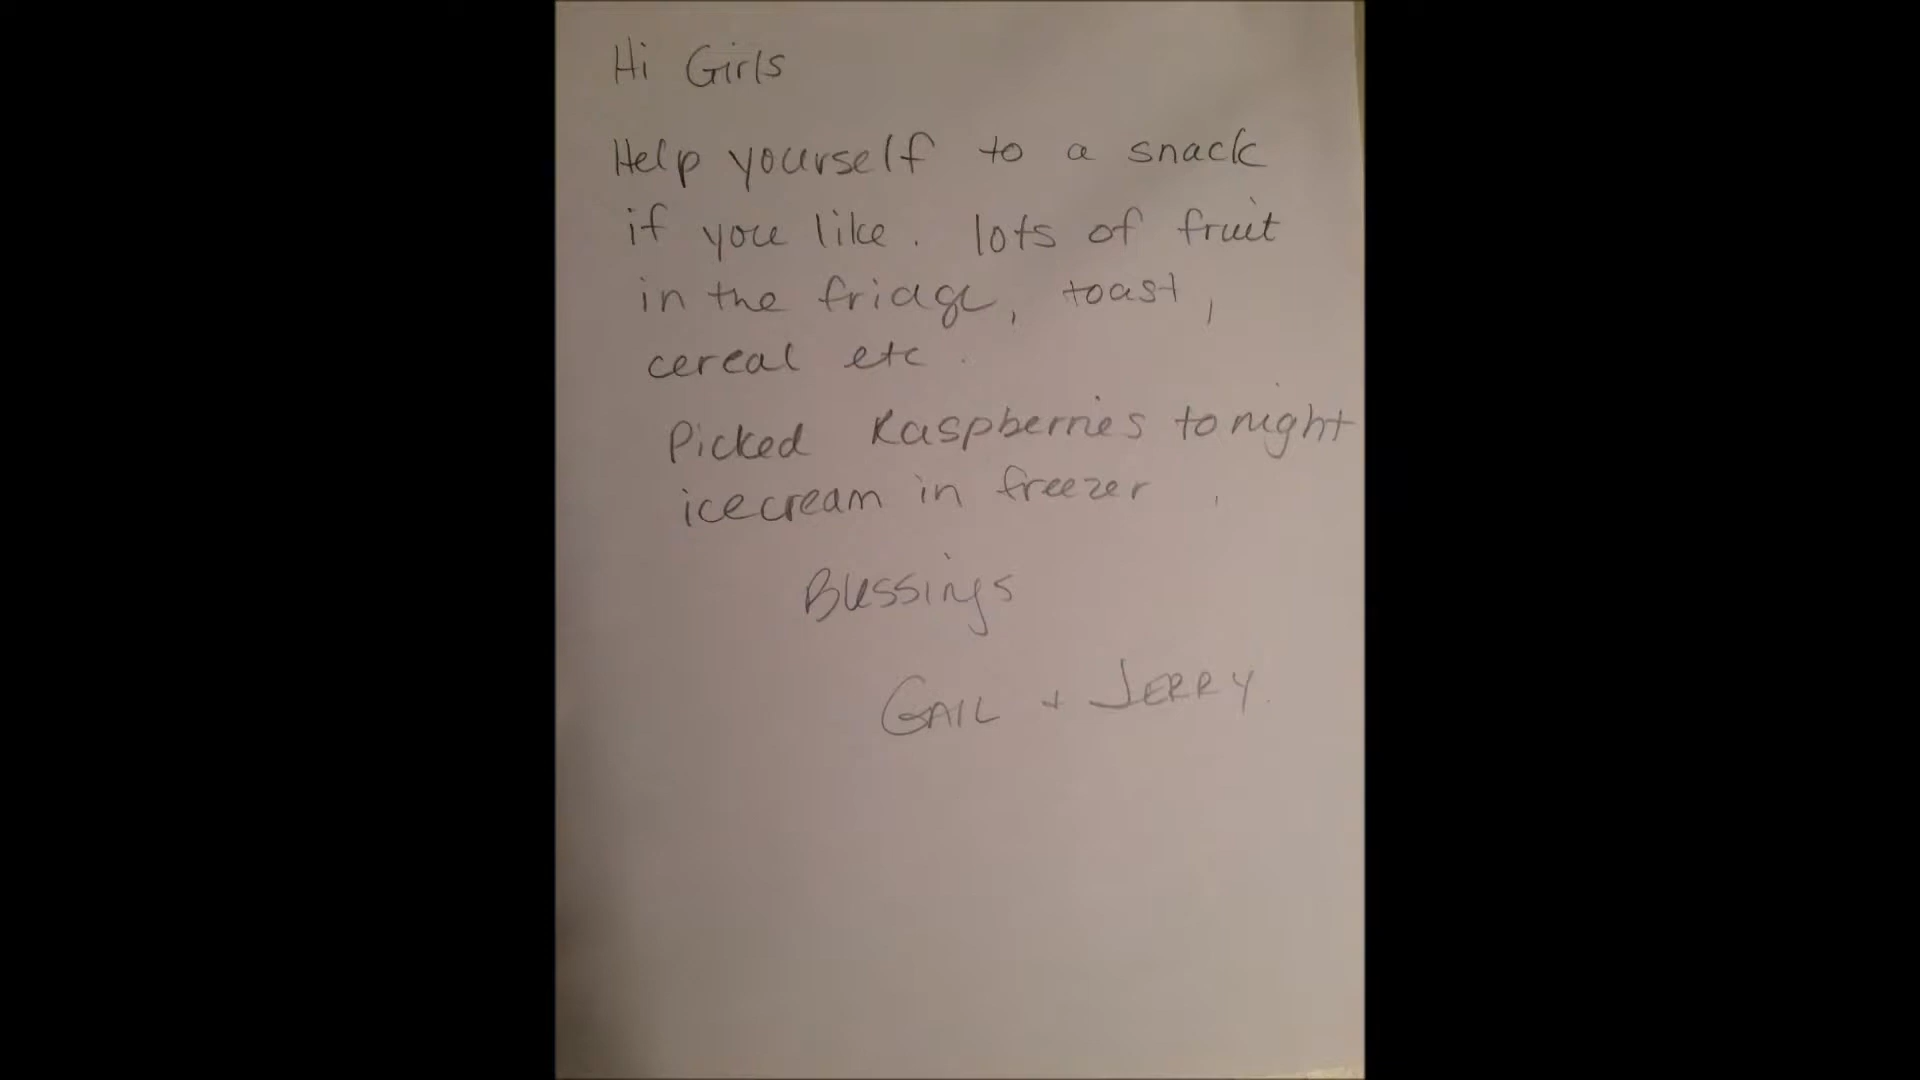 Hi Girls
Help yourself to a snack
if you like. lots of fruit
in the friage, toast,
cereal etc.
Picked Raspberries tonight
icecream in freezer.
Blessings
GAIL + JERRY.